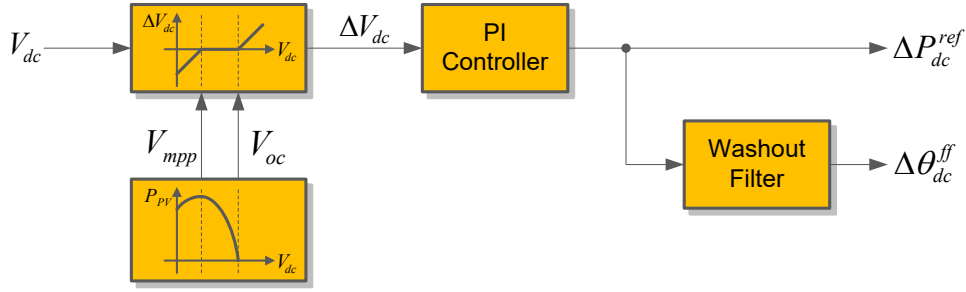 V_dc
ΔV_dc
V_dc
ΔV_dc
PI
Controller
ΔP_dc^ref
V_mpp
V_oc
Washout
Filter
Δθ_dc^ff
P_PV
V_dc